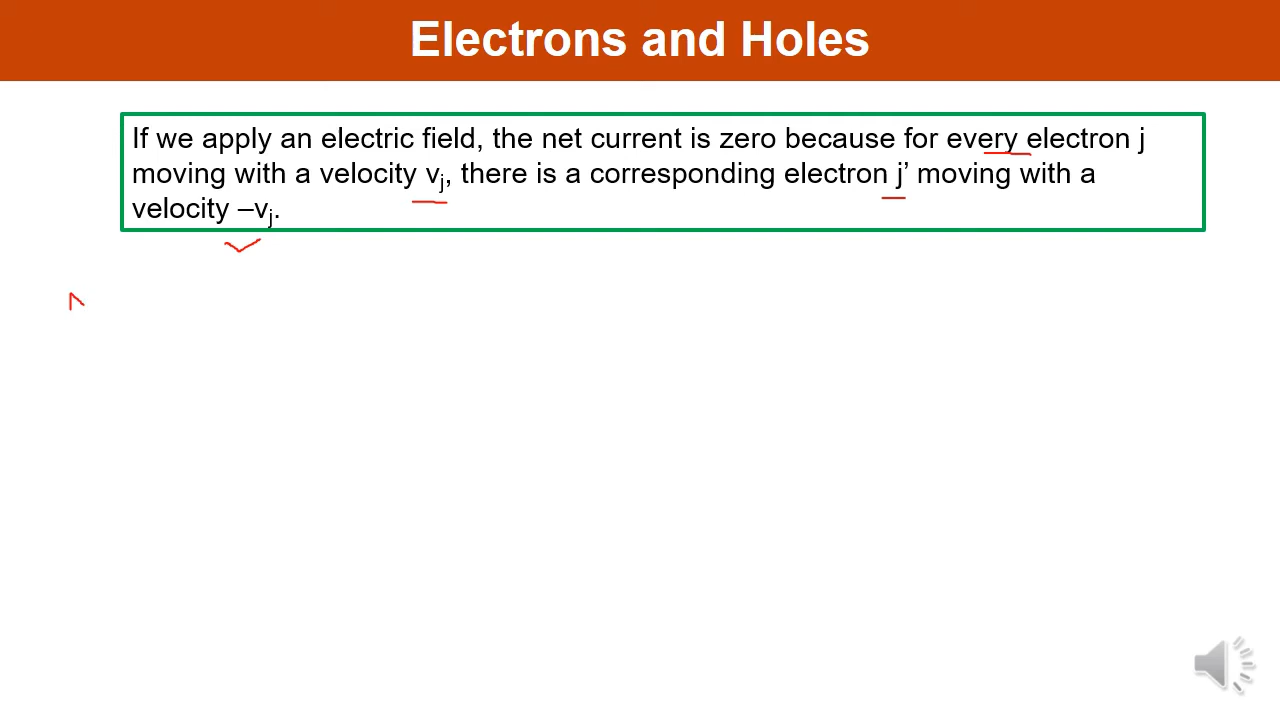 Electrons and Holes
If we apply an electric field, the net current is zero because for every electron j
moving with a velocity vj, there is a corresponding electron j’ moving with a
velocity –vj.